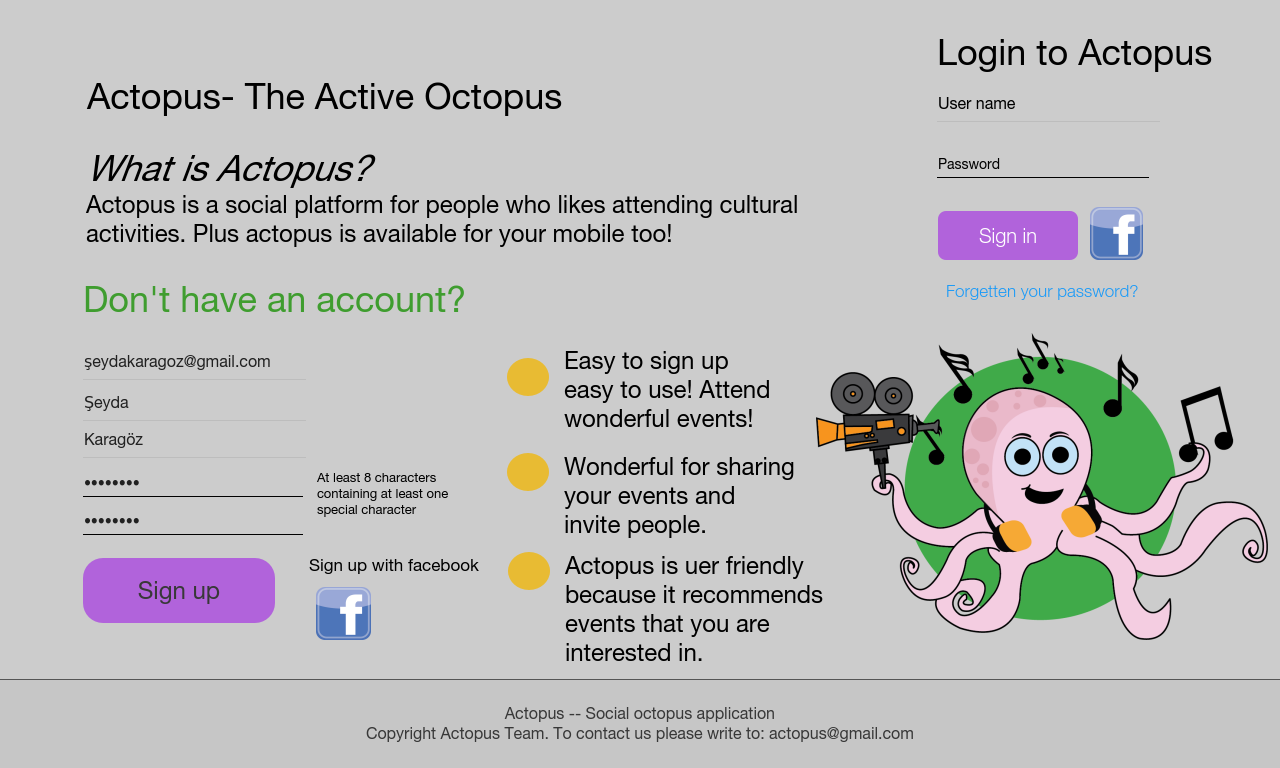 Login to Actopus
Actopus- The Active Octopus
User name
What is Actopus?
Password
Actopus is a social platform for people who likes attending cultural
activities. Plus actopus is available for your mobile too!
Sign in
f
Don't have an account?
Forgetten your password?
şeydakaragoz@gmail.com
Şeyda
Karagöz
••••••••
At least 8 characters
containing at least one
special character
••••••••
Sign up
Sign up with facebook
f
Easy to sign up
easy to use! Attend
wonderful events!
Wonderful for sharing
your events and
invite people.
Actopus is uer friendly
because it recommends
events that you are
interested in.
Actopus -- Social octopus application
Copyright Actopus Team. To contact us please write to: actopus@gmail.com